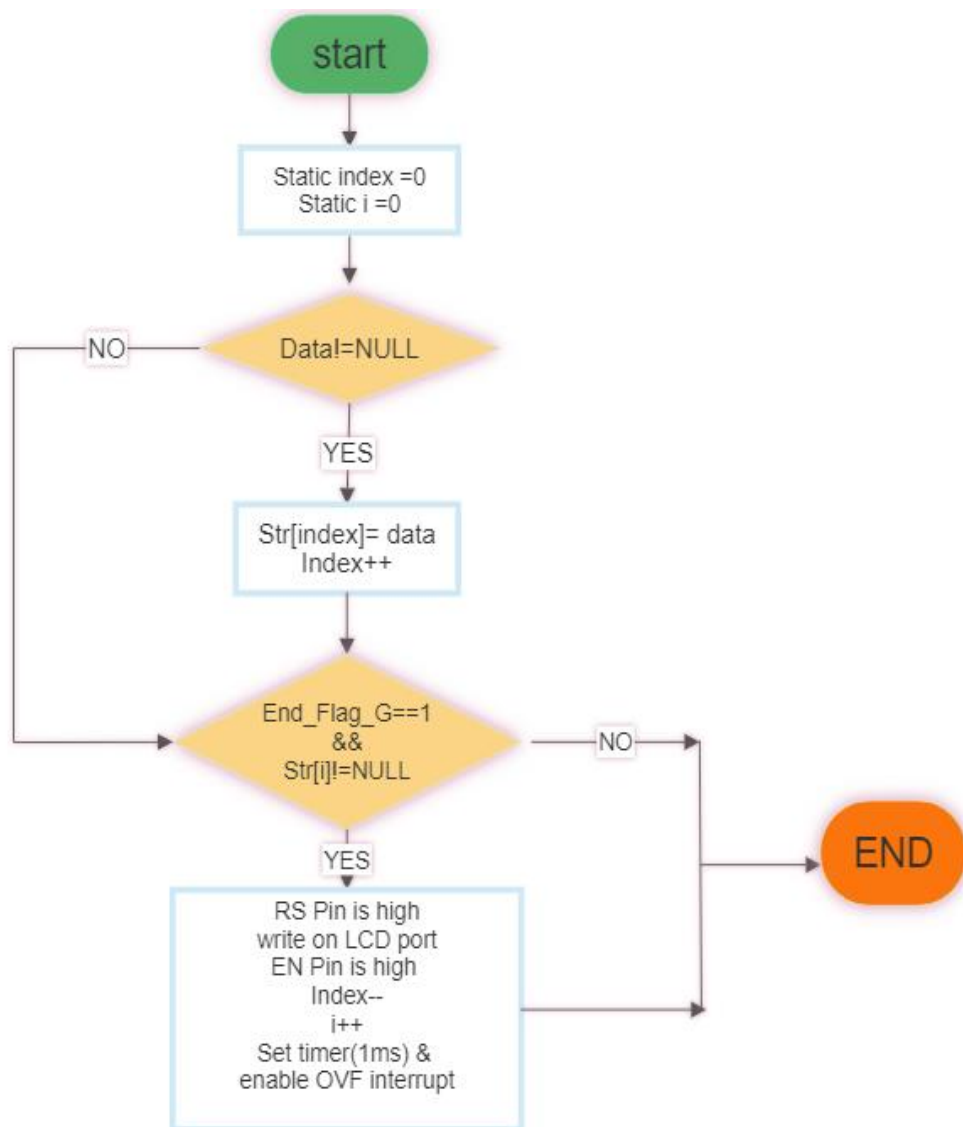 start
Static index =0
Static i =0
Data!=NULL
NO
YES
Str[index]= data
Index++
End_Flag_G==1
&&
Str[i]!=NULL
NO
YES
END
RS Pin is high
write on LCD port
EN Pin is high
Index--
i++
Set timer(1ms) &
enable OVF interrupt